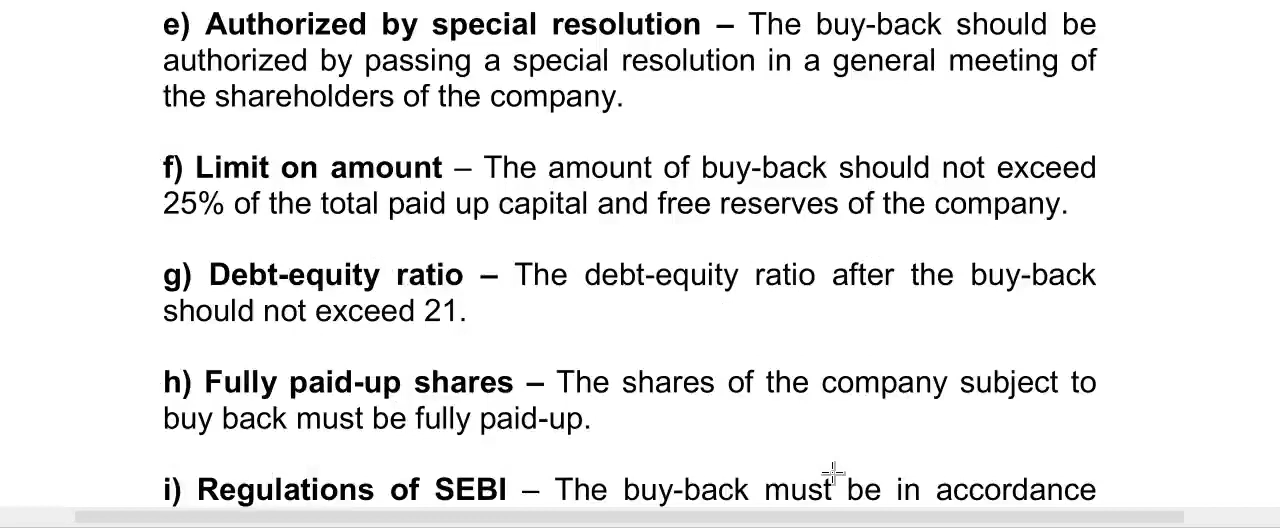 e) Authorized by special resolution – The buy-back should be
authorized by passing a special resolution in a general meeting of
the shareholders of the company.
f) Limit on amount – The amount of buy-back should not exceed
25% of the total paid up capital and free reserves of the company.
g) Debt-equity ratio – The debt-equity ratio after the buy-back
should not exceed 21.
h) Fully paid-up shares – The shares of the company subject to
buy back must be fully paid-up.
i) Regulations of SEBI – The buy-back must be in accordance